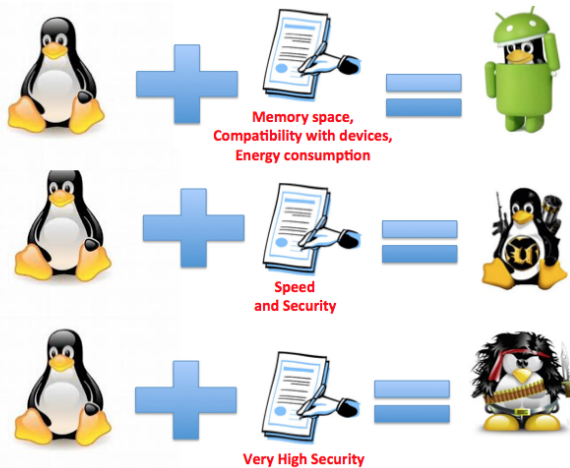 Memory space,
Compatibility with devices,
Energy consumption
Speed
and Security
Very High Security